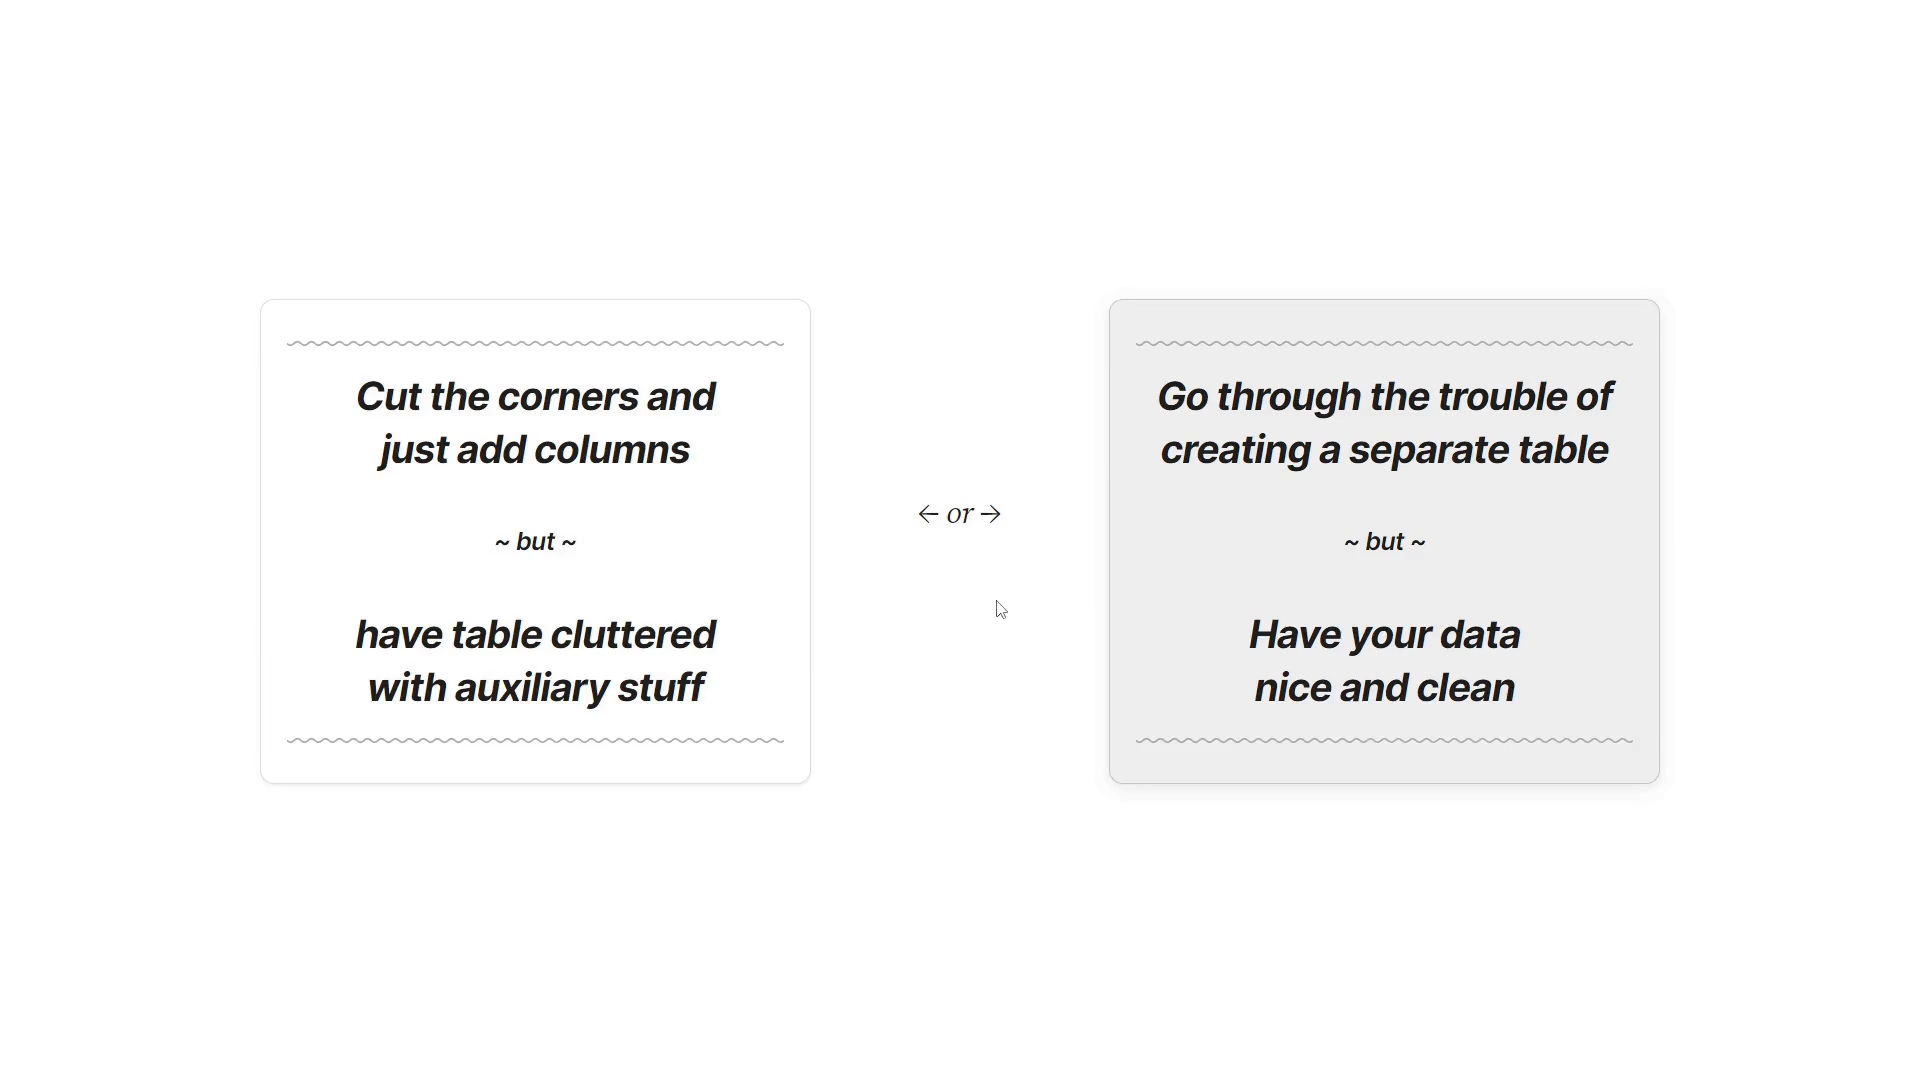 Cut the corners and
just add columns
~ but ~
have table cluttered
with auxiliary stuff
← or →
Go through the trouble of
creating a separate table
~ but ~
Have your data
nice and clean